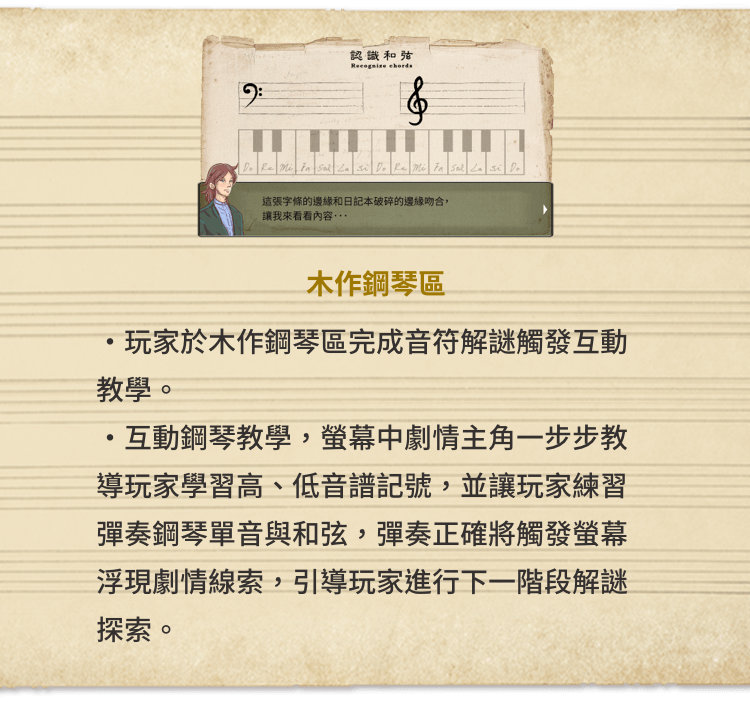 認識和弦
Recognize chords
Do Re Mi Fa Sol La Si Do Re Mi Fa Sol La Si Do
這張字條的邊緣和日記本破碎的邊緣吻合，
讓我來看看內容···
木作鋼琴區
・玩家於木作鋼琴區完成音符解謎觸發互動
教學。
・互動鋼琴教學，螢幕中劇情主角一步步教
導玩家學習高、低音譜記號，並讓玩家練習
彈奏鋼琴單音與和弦，彈奏正確將觸發螢幕
浮現劇情線索，引導玩家進行下一階段解謎
探索。